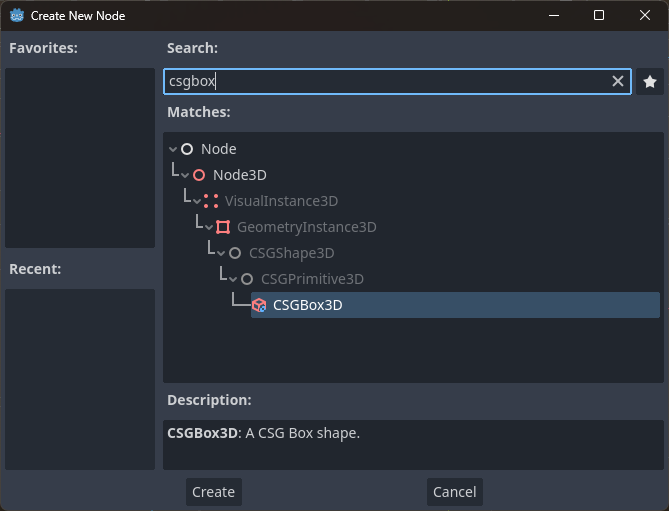 Create New Node
Favorites:
Search:
csgbox
Matches:
Node
Node3D
VisualInstance3D
GeometryInstance3D
CSGShape3D
CSGPrimitive3D
CSGBox3D
Recent:
Description:
CSGBox3D: A CSG Box shape.
Create
Cancel